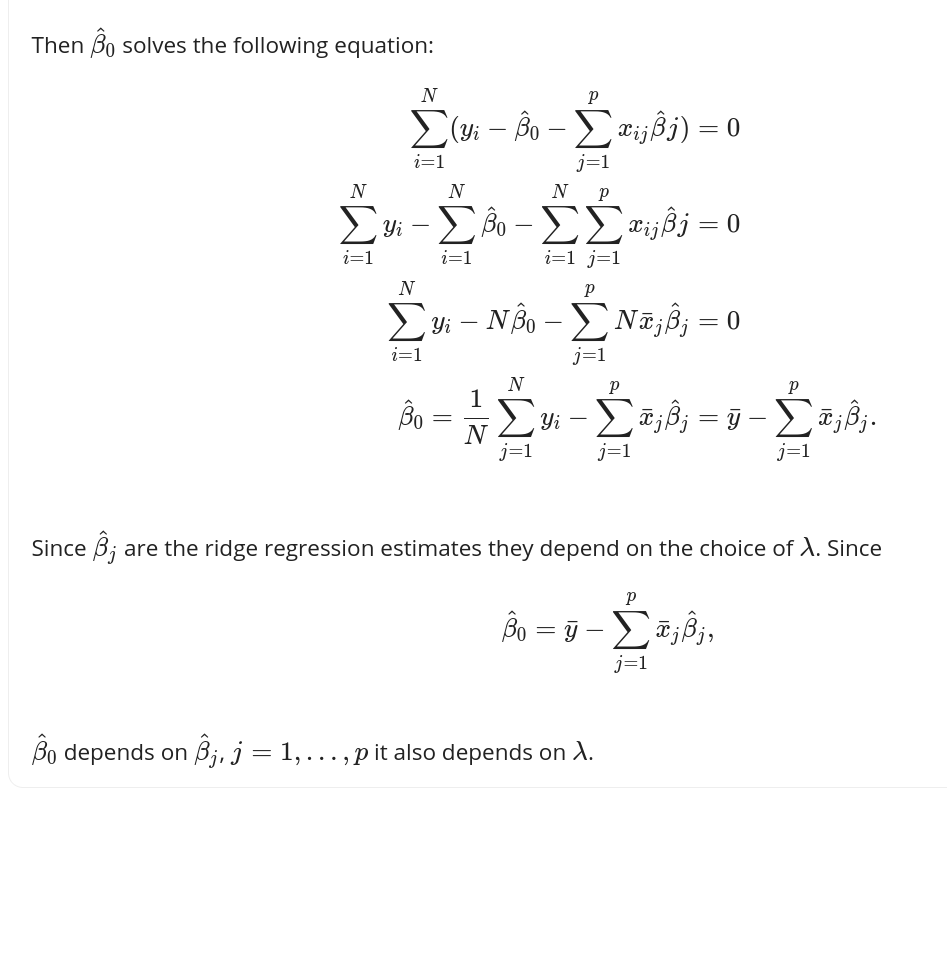 Then $\hat{\beta}_0$ solves the following equation:
$\sum_{i=1}^{N}(y_i - \hat{\beta}_0 - \sum_{j=1}^{p} x_{ij}\hat{\beta}j) = 0$
$\sum_{i=1}^{N} y_i - \sum_{i=1}^{N} \hat{\beta}_0 - \sum_{i=1}^{N}\sum_{j=1}^{p} x_{ij}\hat{\beta}j = 0$
$\sum_{i=1}^{N} y_i - N\hat{\beta}_0 - \sum_{j=1}^{p} N\bar{x}_j\hat{\beta}_j = 0$
$\hat{\beta}_0 = \frac{1}{N}\sum_{j=1}^{N} y_i - \sum_{j=1}^{p} \bar{x}_j\hat{\beta}_j = \bar{y} - \sum_{j=1}^{p} \bar{x}_j\hat{\beta}_j.$
Since $\hat{\beta}_j$ are the ridge regression estimates they depend on the choice of $\lambda$. Since
$\hat{\beta}_0 = \bar{y} - \sum_{j=1}^{p} \bar{x}_j\hat{\beta}_j,$
$\hat{\beta}_0$ depends on $\hat{\beta}_j$, $j = 1, \ldots, p$ it also depends on $\lambda$.